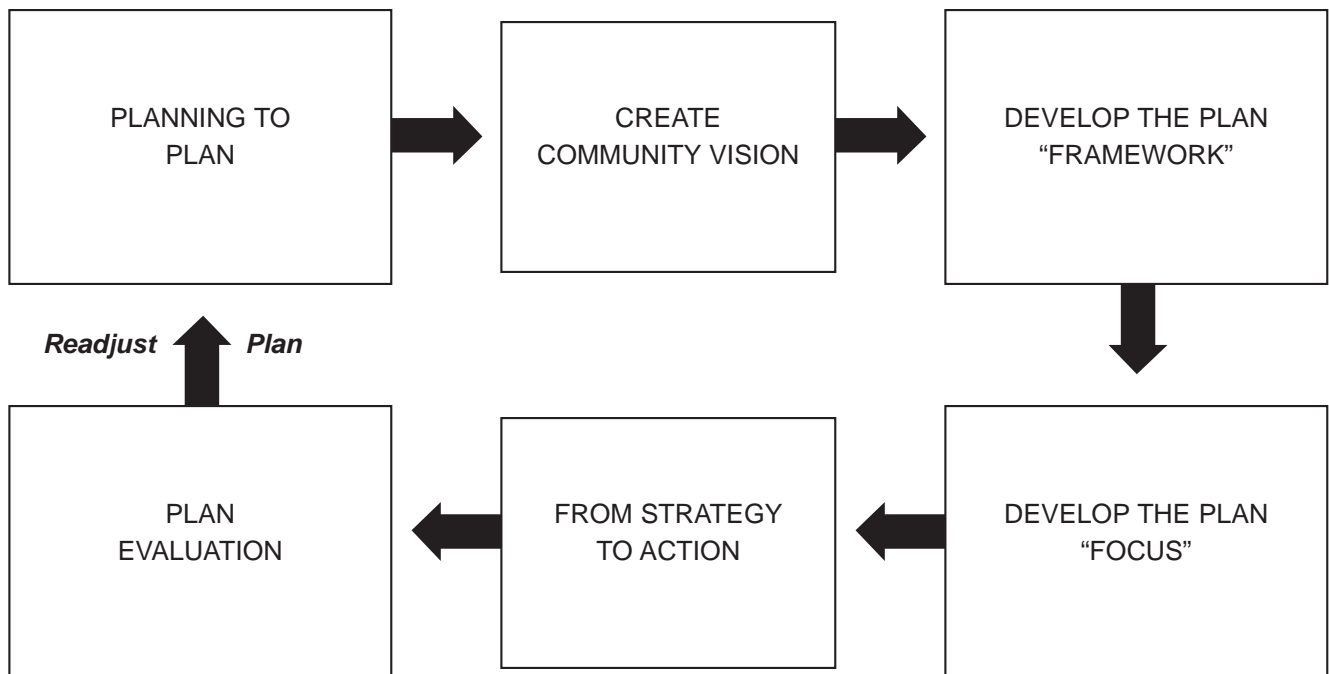 PLANNING TO
PLAN
CREATE
COMMUNITY VISION
DEVELOP THE PLAN
“FRAMEWORK”
Readjust Plan
PLAN
EVALUATION
FROM STRATEGY
TO ACTION
DEVELOP THE PLAN
“FOCUS”